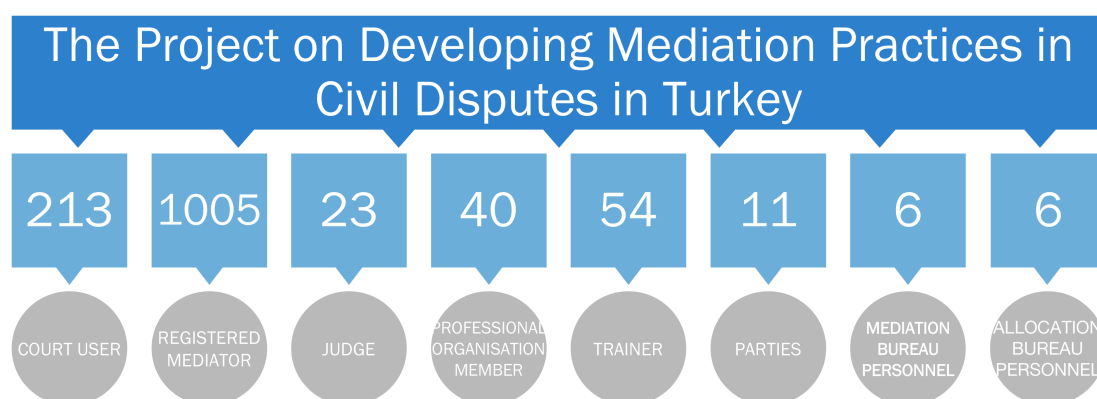 The Project on Developing Mediation Practices in
Civil Disputes in Turkey
213
1005
23
40
54
11
6
6
COURT USER
REGISTERED
MEDIATOR
JUDGE
PROFESSIONAL
ORGANISATION
MEMBER
TRAINER
PARTIES
MEDIATION
BUREAU
PERSONNEL
ALLOCATION
BUREAU
PERSONNEL